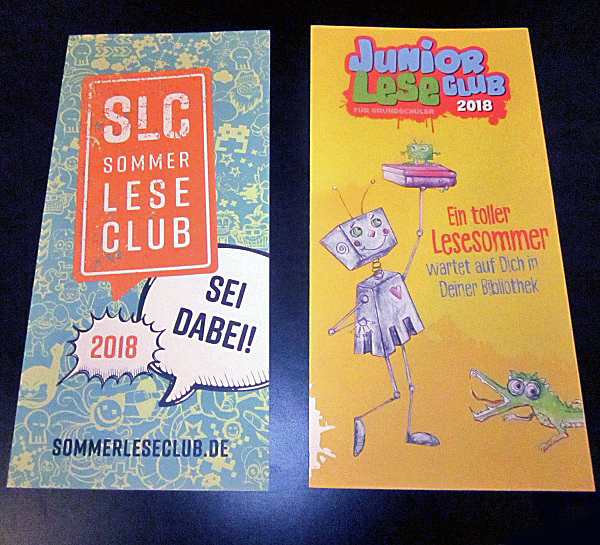 SLC
SOMMER
LESE
CLUB
SEI
DABEI!
2018
SOMMERLESECLUB.DE
JUNIOR
LESE CLUB
FÜR GRUNDSCHÜLER 2018
Ein toller
Lesesommer
wartet auf Dich in
Deiner Bibliothek